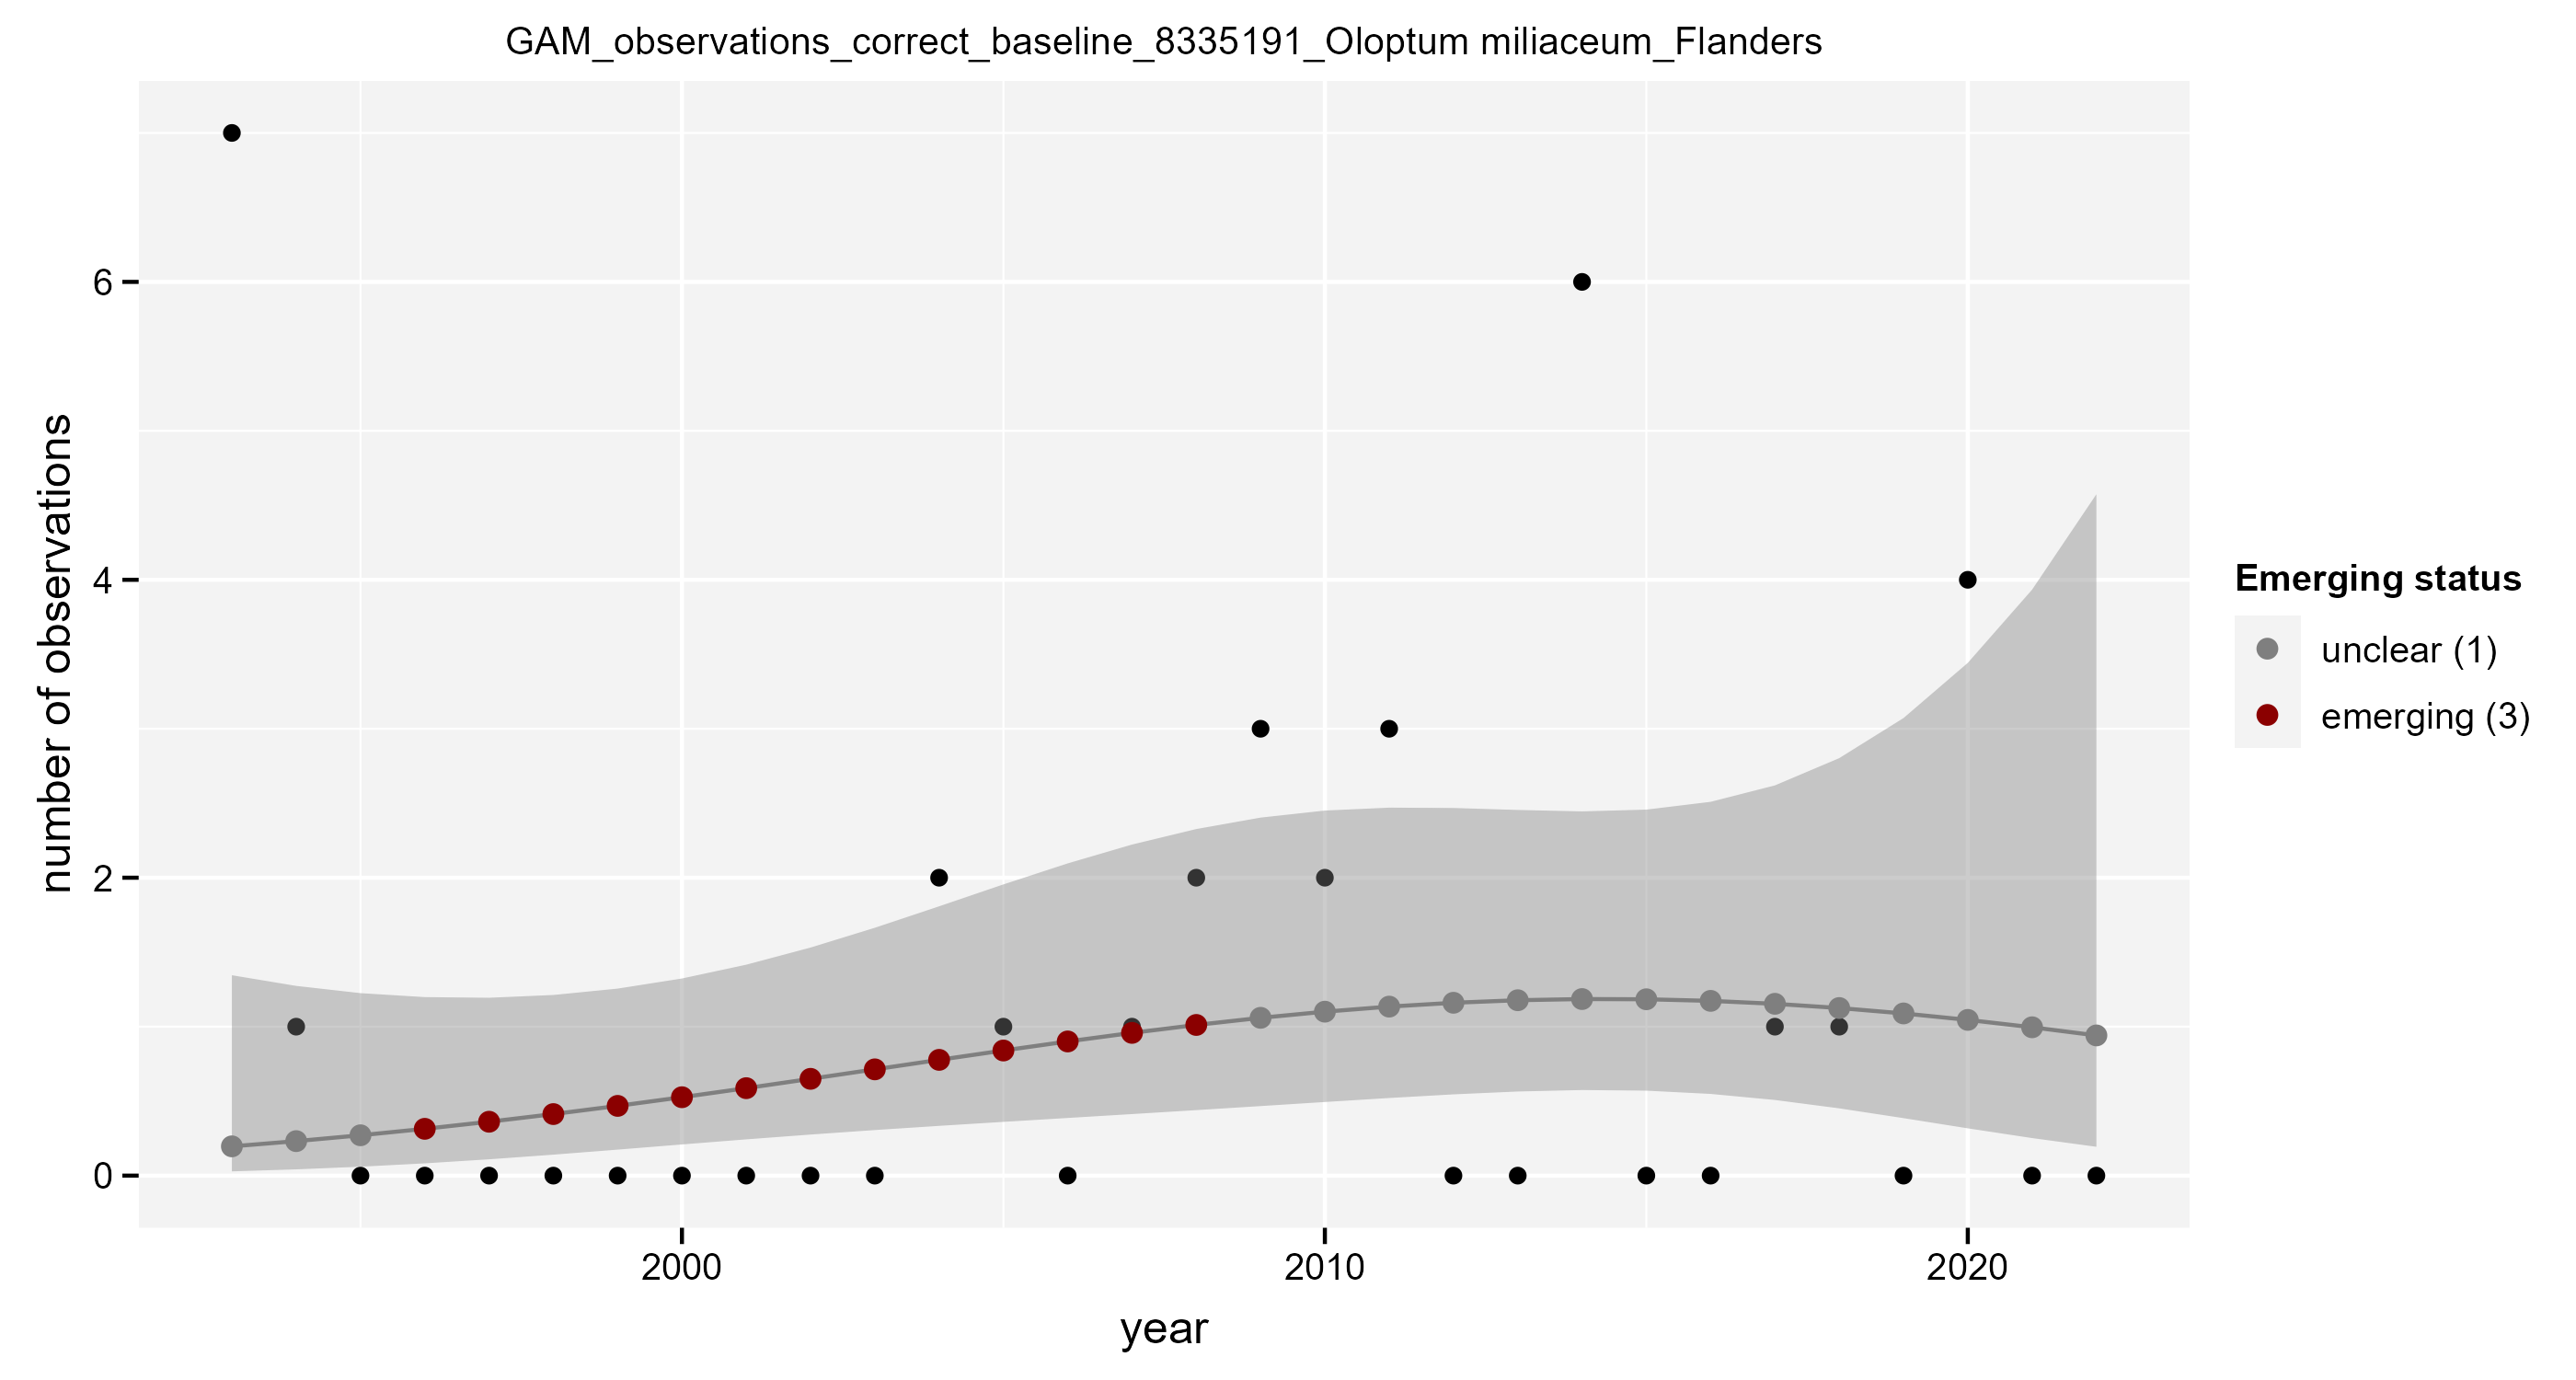 GAM_observations_correct_baseline_8335191_Oloptum miliaceum_Flanders
number of observations
6
4
2
0
2000
2010
2020
year
Emerging status
unclear (1)
emerging (3)